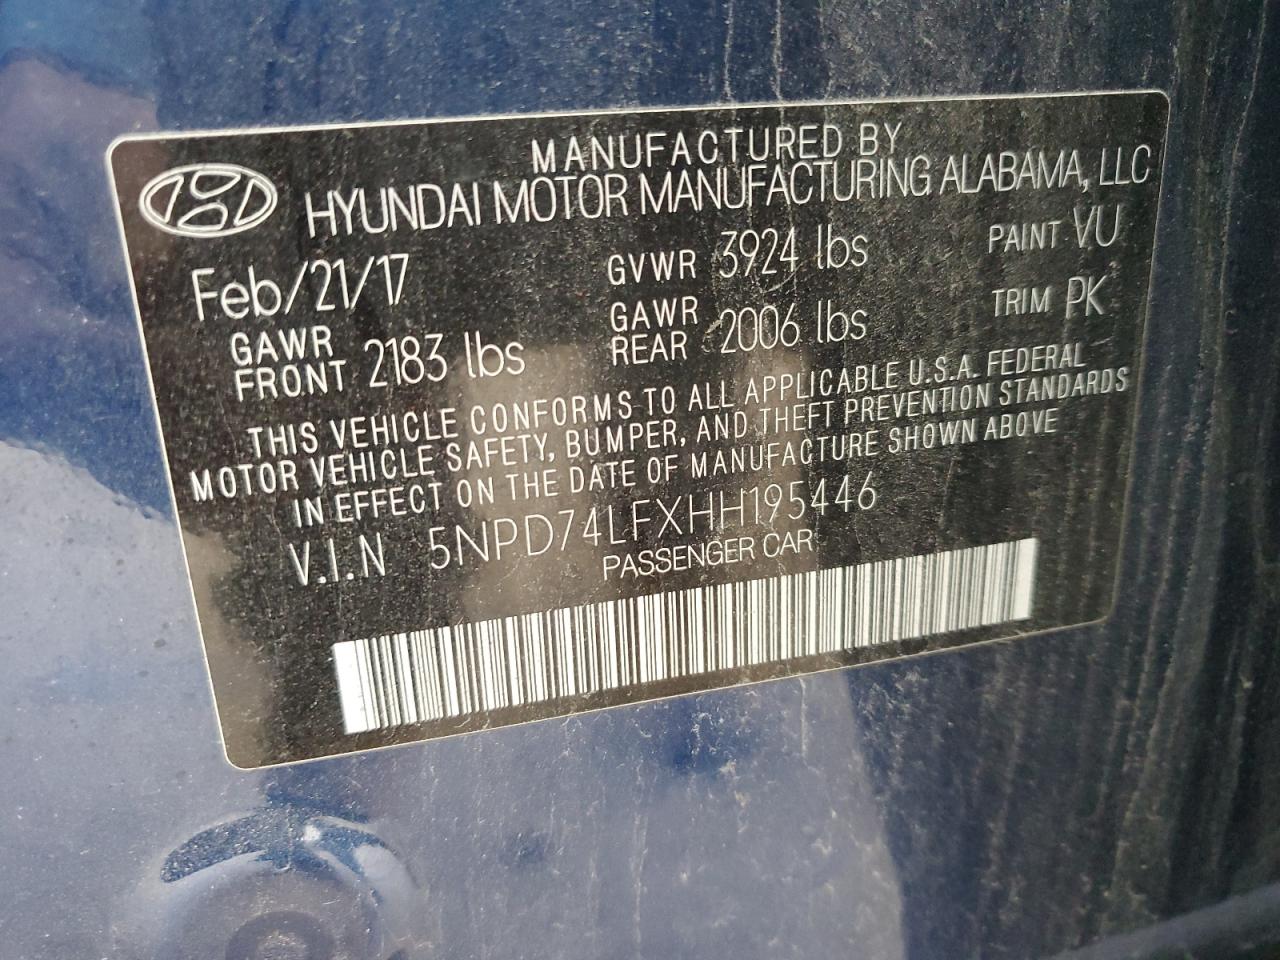 MANUFACTURED BY
HYUNDAI MOTOR MANUFACTURING ALABAMA, LLC
Feb/21/17 GVWR 3924 lbs PAINT VU
GAWR FRONT 2183 lbs GAWR REAR 2006 lbs TRIM PK
THIS VEHICLE CONFORMS TO ALL APPLICABLE U.S.A. FEDERAL
MOTOR VEHICLE SAFETY, BUMPER, AND THEFT PREVENTION STANDARDS
IN EFFECT ON THE DATE OF MANUFACTURE SHOWN ABOVE
V.I.N 5NPD74LFXHH195446
PASSENGER CAR